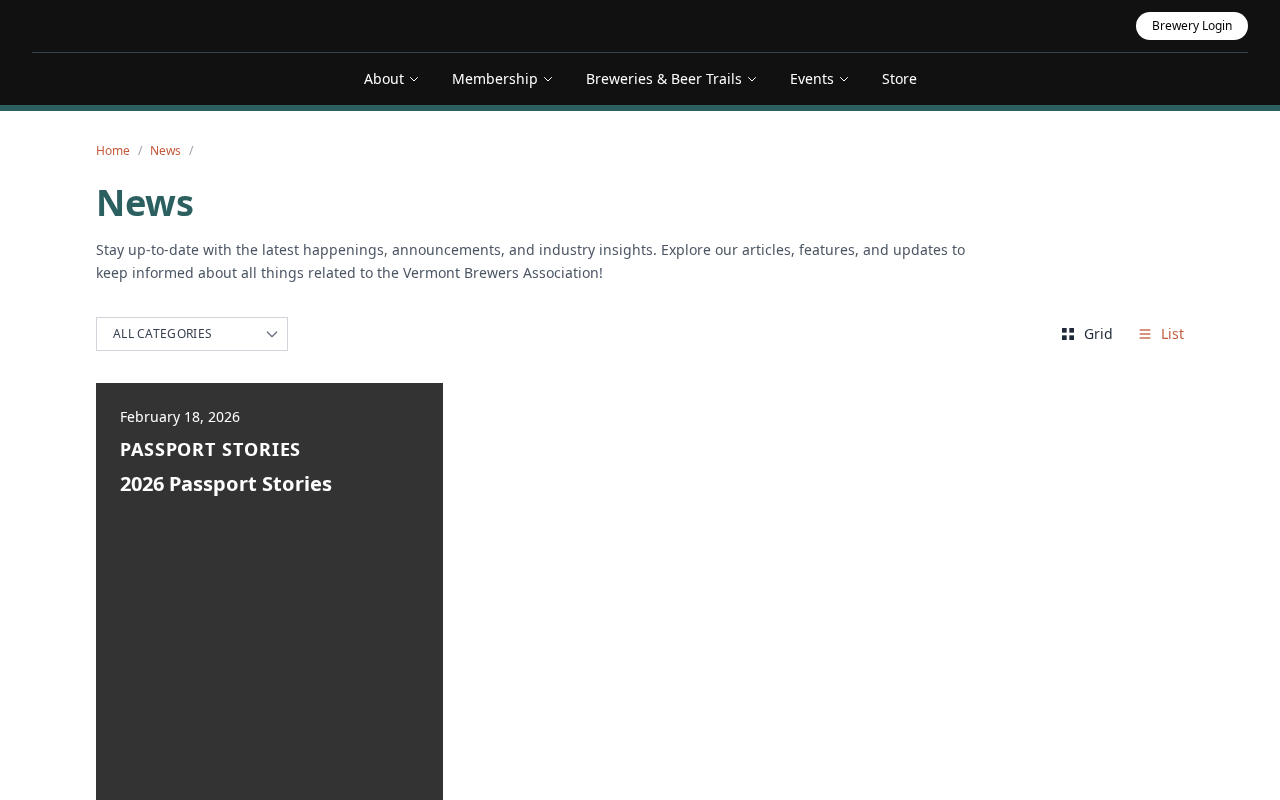 Brewery Login
About
Membership
Breweries & Beer Trails
Events
Store
Home / News /
News
Stay up-to-date with the latest happenings, announcements, and industry insights. Explore our articles, features, and updates to
keep informed about all things related to the Vermont Brewers Association!
ALL CATEGORIES
Grid
List
February 18, 2026
PASSPORT STORIES
2026 Passport Stories